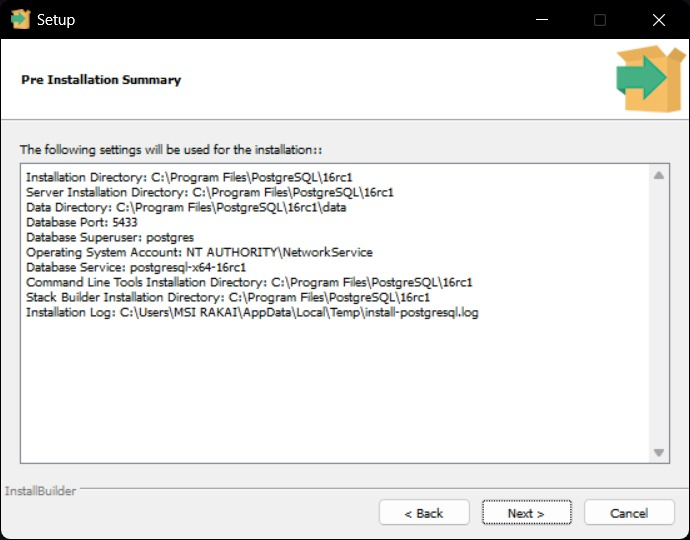 Setup
Pre Installation Summary
The following settings will be used for the installation::
Installation Directory: C:\Program Files\PostgreSQL\16rc1
Server Installation Directory: C:\Program Files\PostgreSQL\16rc1
Data Directory: C:\Program Files\PostgreSQL\16rc1\data
Database Port: 5433
Database Superuser: postgres
Operating System Account: NT AUTHORITY\NetworkService
Database Service: postgresql-x64-16rc1
Command Line Tools Installation Directory: C:\Program Files\PostgreSQL\16rc1
Stack Builder Installation Directory: C:\Program Files\PostgreSQL\16rc1
Installation Log: C:\Users\MSI RAKAI\AppData\Local\Temp\install-postgresql.log
InstallBuilder
< Back
Next >
Cancel